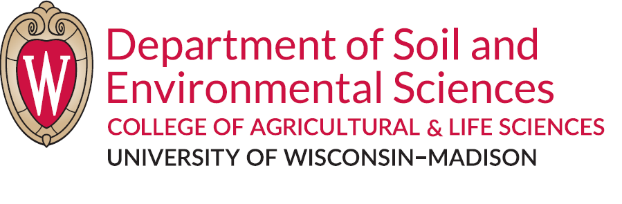 W
Department of Soil and
Environmental Sciences
COLLEGE OF AGRICULTURAL & LIFE SCIENCES
UNIVERSITY OF WISCONSIN–MADISON